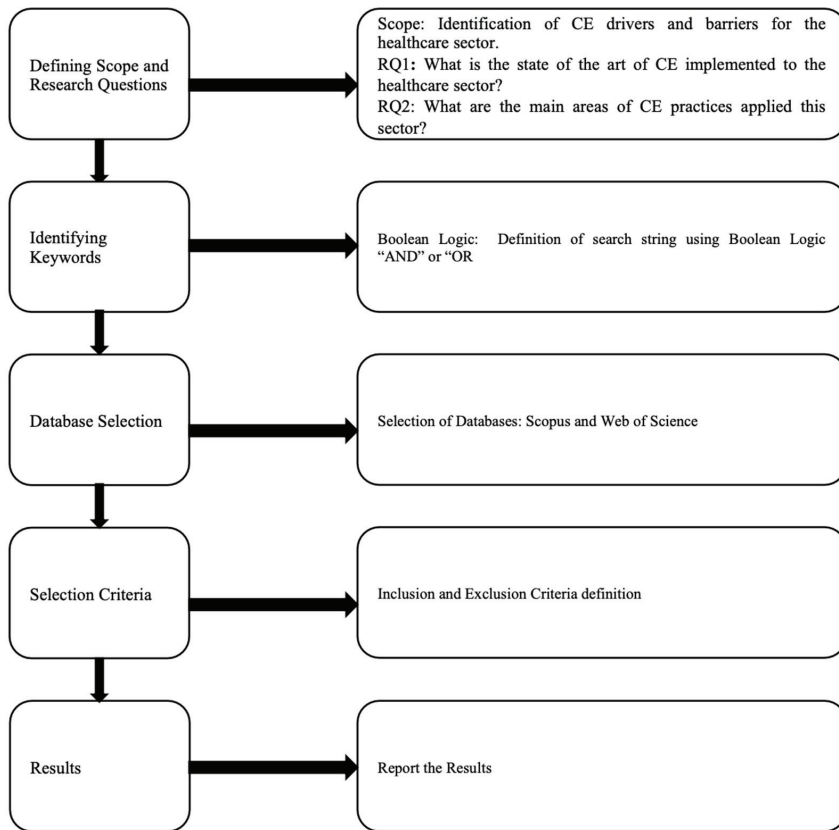 Defining Scope and
Research Questions
Scope: Identification of CE drivers and barriers for the
healthcare sector.
RQ1: What is the state of the art of CE implemented to the
healthcare sector?
RQ2: What are the main areas of CE practices applied this
sector?
Identifying
Keywords
Boolean Logic: Definition of search string using Boolean Logic
“AND” or “OR
Database Selection
Selection of Databases: Scopus and Web of Science
Selection Criteria
Inclusion and Exclusion Criteria definition
Results
Report the Results